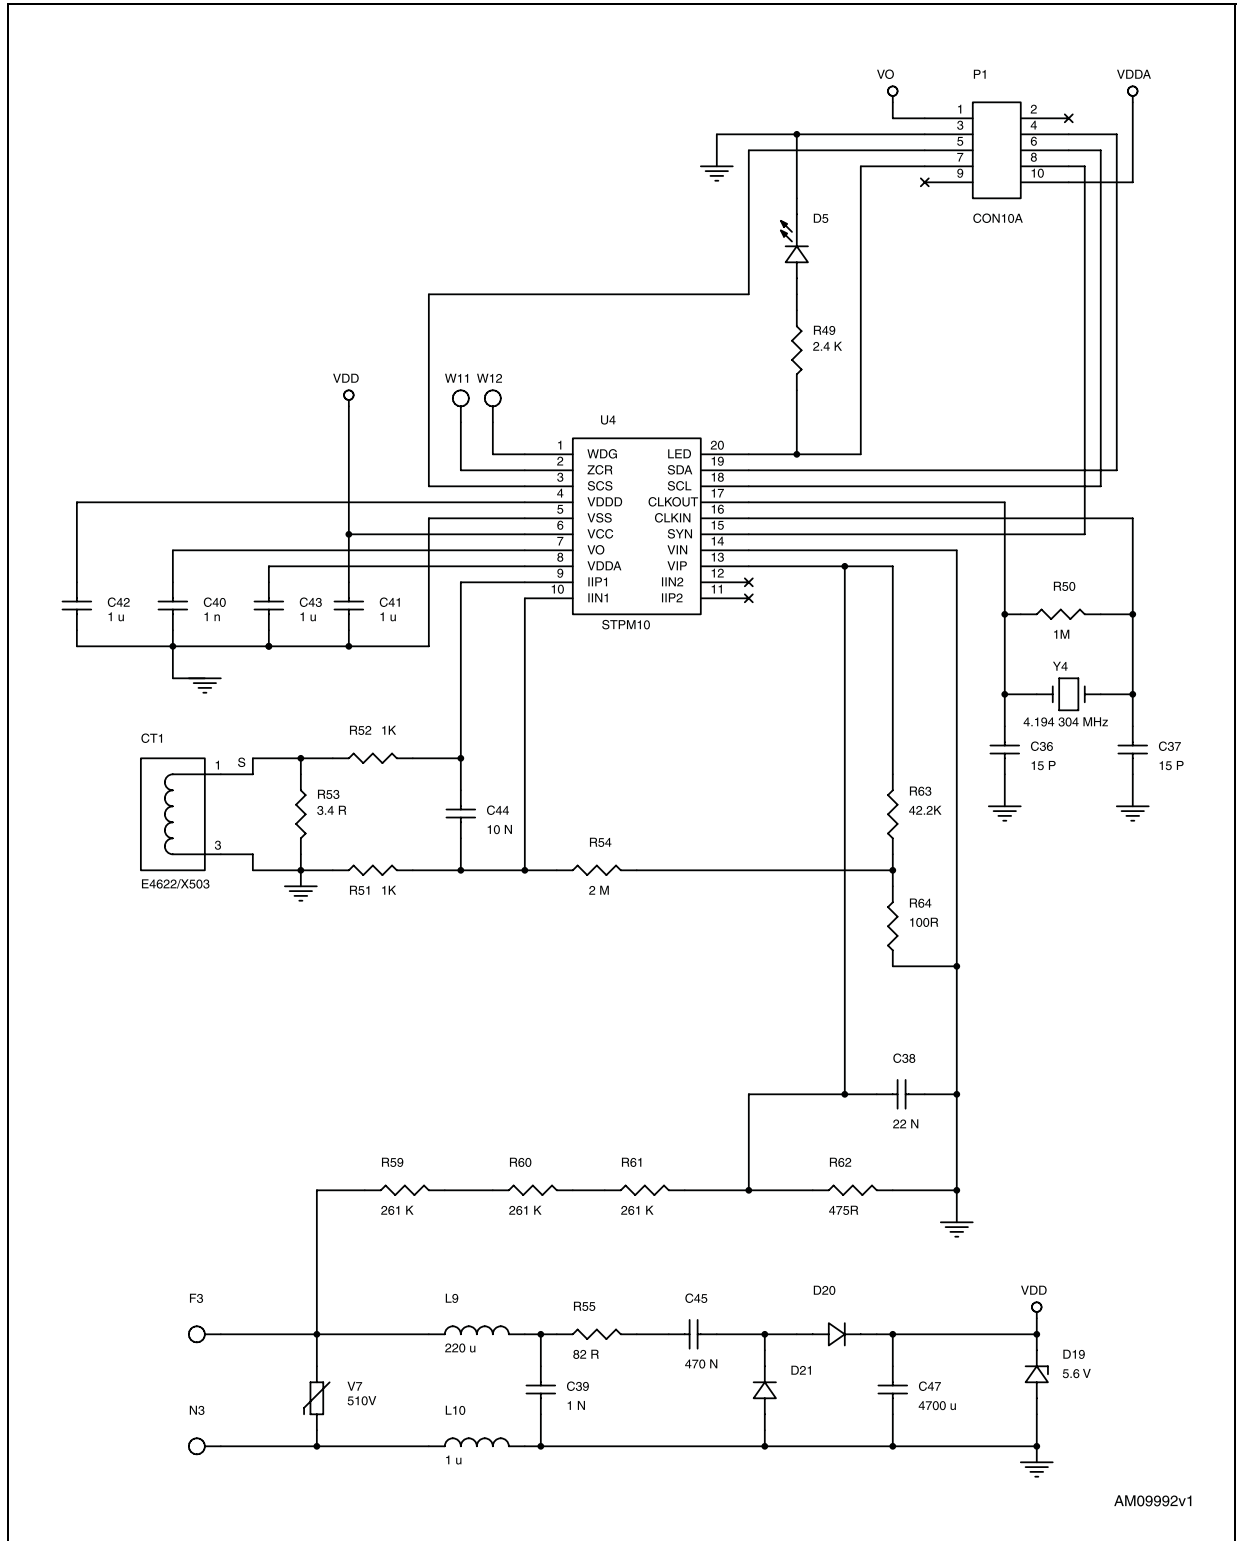 VO
P1
VDDA
1
2
3
4
5
6
7
8
9
10
CON10A
D5
R49
2.4 K
VDD
W11
W12
U4
1
WDG
LED
20
2
ZCR
SDA
19
3
SCS
SCL
18
4
VDDD
CLKOUT
17
5
VSS
CLKIN
16
6
VCC
SYN
15
7
VO
VIN
14
8
VDDA
VIP
13
9
IIP1
IIN2
12
10
IIN1
IIP2
11
STPM10
C42
1 u
C40
1 n
C43
1 u
C41
1 u
R50
1M
Y4
4.194 304 MHz
C36
15 P
C37
15 P
CT1
1
S
3
E4622/X503
R52 1K
R53
3.4 R
R51 1K
C44
10 N
R54
2 M
R63
42.2K
R64
100R
C38
22 N
R59
261 K
R60
261 K
R61
261 K
R62
475R
F3
N3
V7
510V
L9
220 u
L10
1 u
R55
82 R
C39
1 N
C45
470 N
D20
D21
C47
4700 u
VDD
D19
5.6 V
AM09992v1